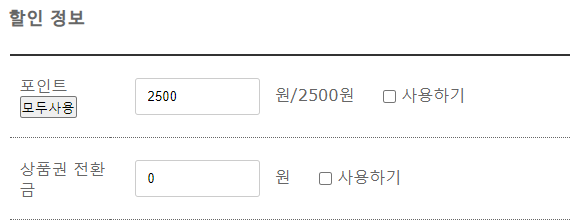 할인 정보
포인트
모두사용
2500 원/2500원 사용하기
상품권 전환
금
0 원 사용하기